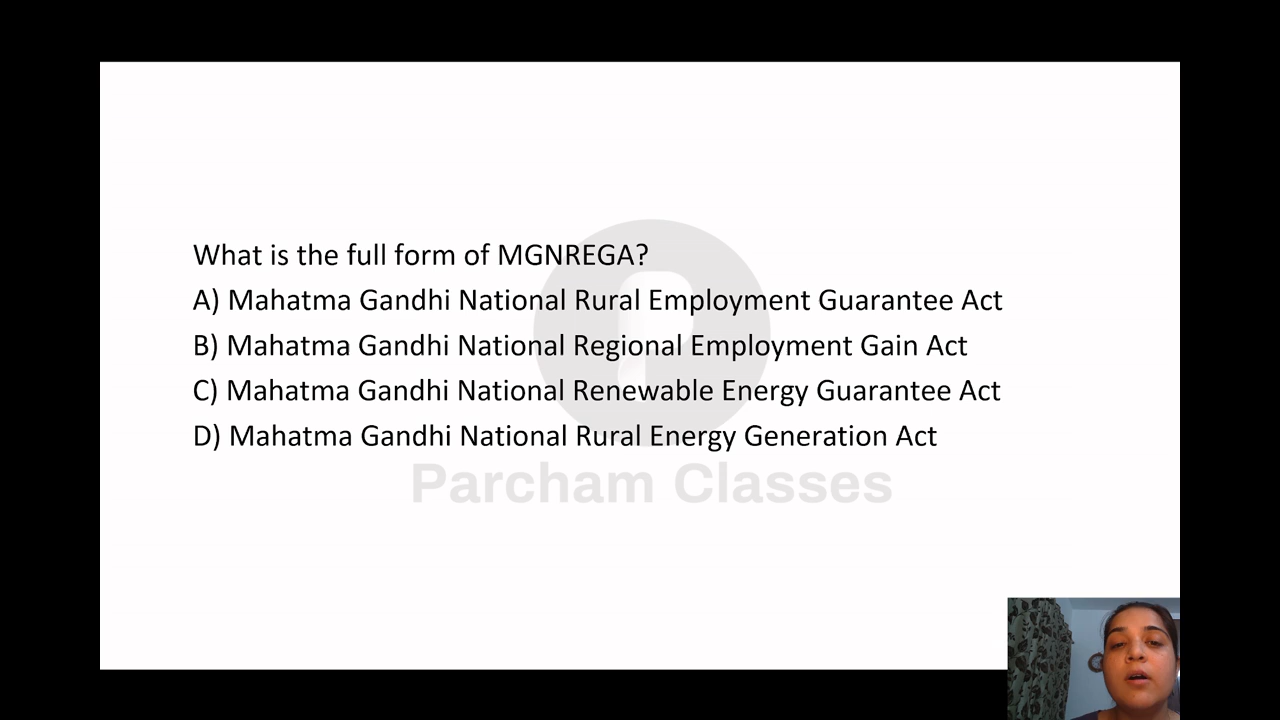 What is the full form of MGNREGA?
A) Mahatma Gandhi National Rural Employment Guarantee Act
B) Mahatma Gandhi National Regional Employment Gain Act
C) Mahatma Gandhi National Renewable Energy Guarantee Act
D) Mahatma Gandhi National Rural Energy Generation Act
Parcham Classes